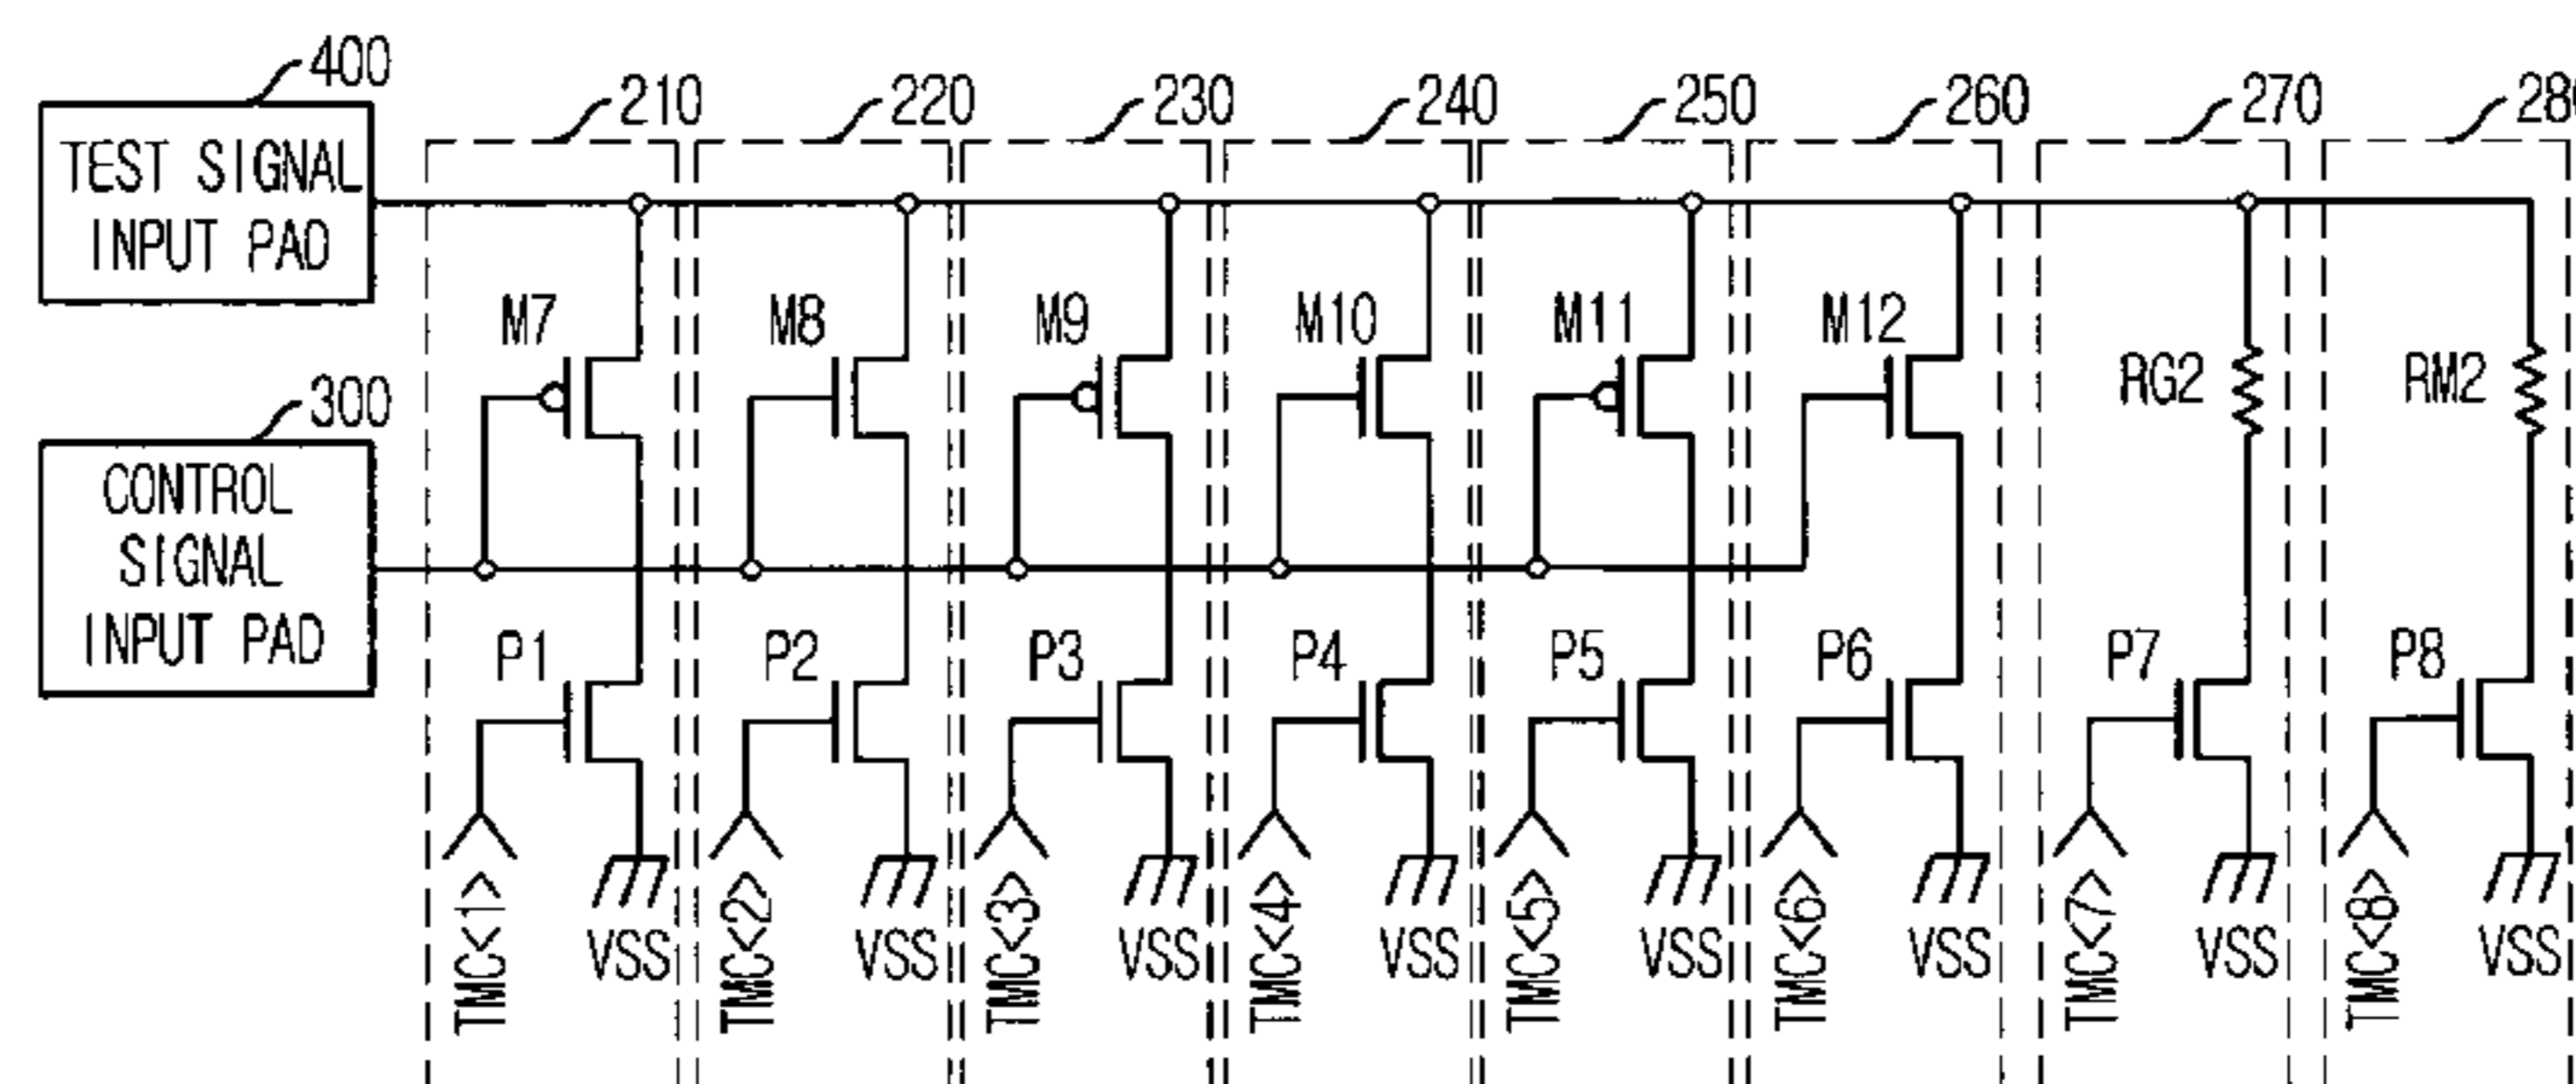 400
210
220
230
240
250
260
270
TEST SIGNAL
INPUT PAD
M7
M8
M9
M10
M11
M12
RG2
RM2
300
CONTROL
SIGNAL
INPUT PAD
P1
P2
P3
P4
P5
P6
P7
P8
TMC<1>
VSS
TMC<2>
VSS
TMC<3>
VSS
TMC<4>
VSS
TMC<5>
VSS
TMC<6>
VSS
TMC<7>
VSS
TMC<8>
VSS